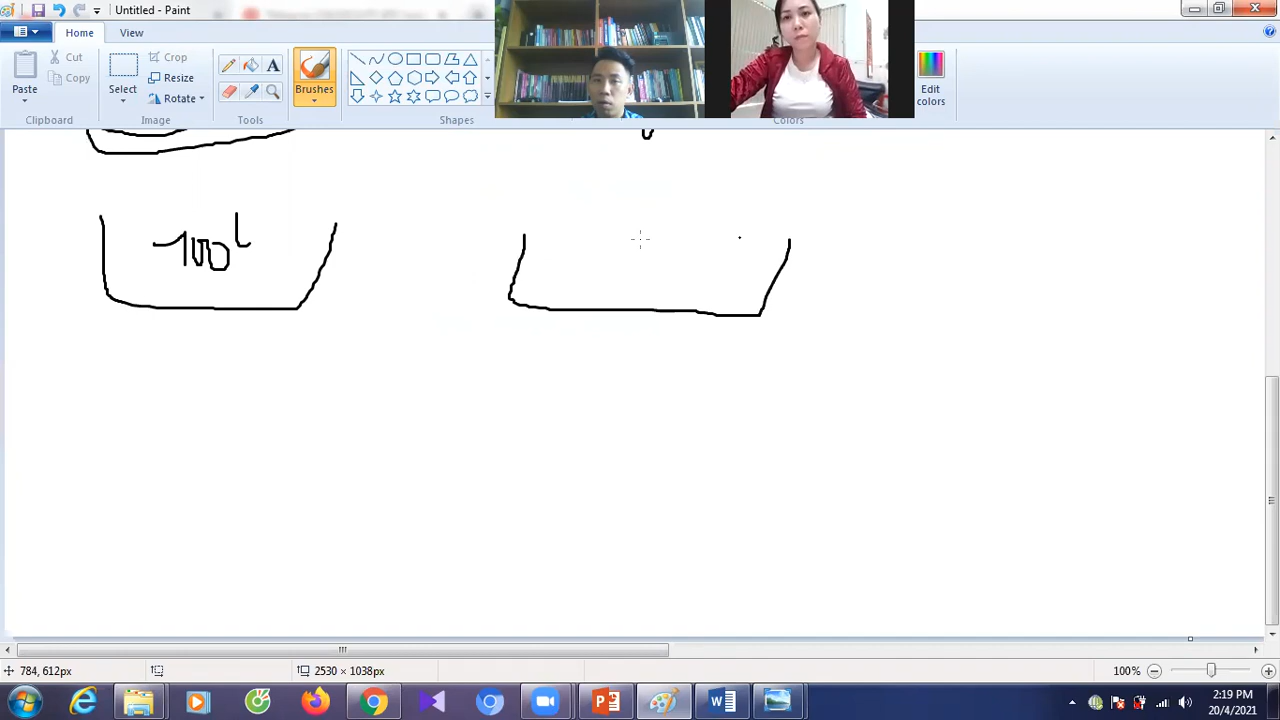 Untitled - Paint
Home
View
Paste
Cut
Copy
Clipboard
Select
Crop
Resize
Rotate
Image
A
Tools
Brushes
Shapes
Edit
colors
Colors
100
784, 612px
2530 × 1038px
100%
2:19 PM
20/4/2021